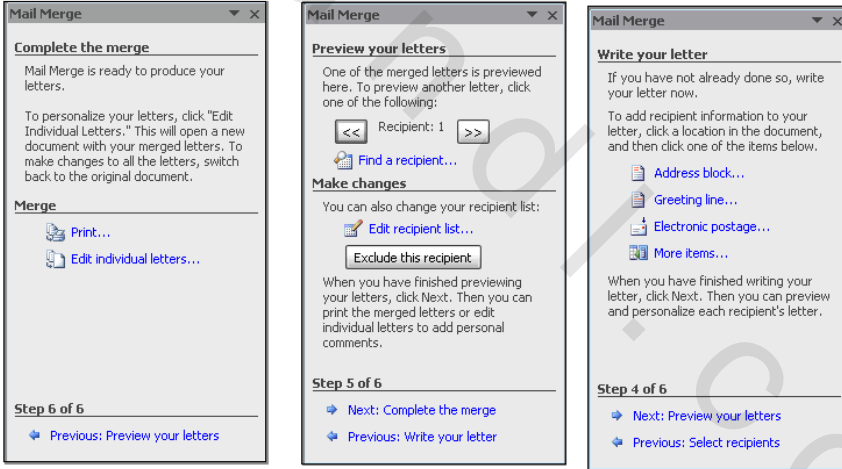 Mail Merge
Complete the merge
Mail Merge is ready to produce your
letters.
To personalize your letters, click "Edit
Individual Letters." This will open a new
document with your merged letters. To
make changes to all the letters, switch
back to the original document.
Merge
Print...
Edit individual letters...
Step 6 of 6
Previous: Preview your letters
Mail Merge
Preview your letters
One of the merged letters is previewed
here. To preview another letter, click
one of the following:
<< Recipient: 1 >>
Find a recipient...
Make changes
You can also change your recipient list:
Edit recipient list...
Exclude this recipient
When you have finished previewing
your letters, click Next. Then you can
print the merged letters or edit
individual letters to add personal
comments.
Step 5 of 6
Next: Complete the merge
Previous: Write your letter
Mail Merge
Write your letter
If you have not already done so, write
your letter now.
To add recipient information to your
letter, click a location in the document,
and then click one of the items below.
Address block...
Greeting line...
Electronic postage...
More items...
When you have finished writing your
letter, click Next. Then you can preview
and personalize each recipient's letter.
Step 4 of 6
Next: Preview your letters
Previous: Select recipients